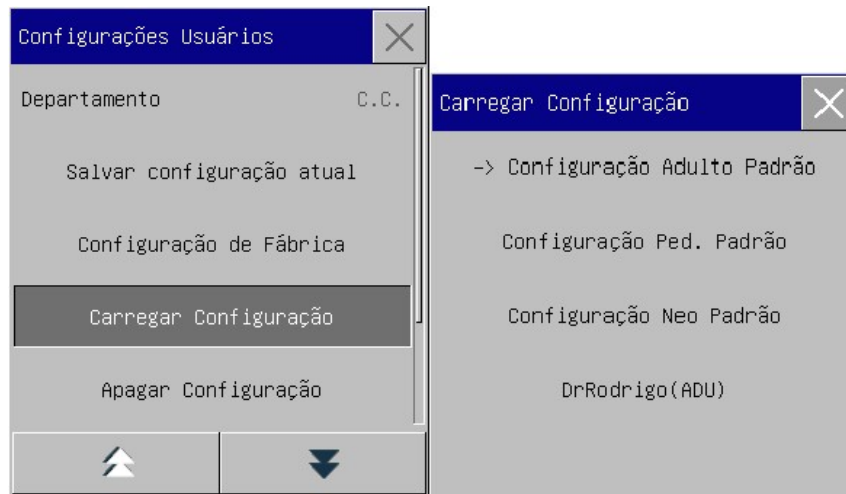 Configurações Usuários
Departamento C.C.
Salvar configuração atual
Configuração de Fábrica
Carregar Configuração
Apagar Configuração
Carregar Configuração
-> Configuração Adulto Padrão
Configuração Ped. Padrão
Configuração Neo Padrão
DrRodrigo(ADU)